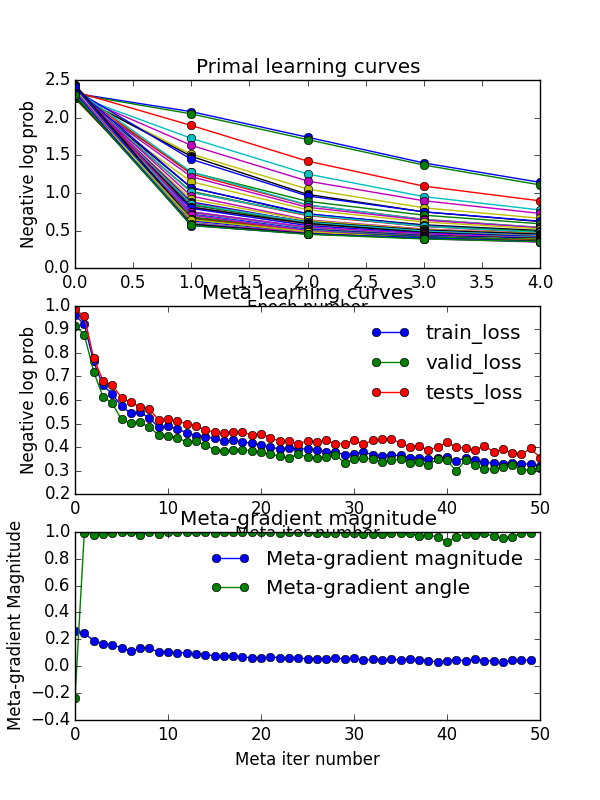 Primal learning curves
2.5
2.0
1.5
1.0
0.5
0.0
Negative log prob
0.0 0.5 1.0 1.5 2.0 2.5 3.0 3.5 4.0
Epoch number
Meta learning curves
1.0
0.9
0.8
0.7
0.6
0.5
0.4
0.3
0.2
Negative log prob
train_loss
valid_loss
tests_loss
0 10 20 30 40 50
Meta iter number
Meta-gradient magnitude
1.0
0.8
0.6
0.4
0.2
0.0
−0.2
−0.4
Meta-gradient Magnitude
Meta-gradient magnitude
Meta-gradient angle
0 10 20 30 40 50
Meta iter number